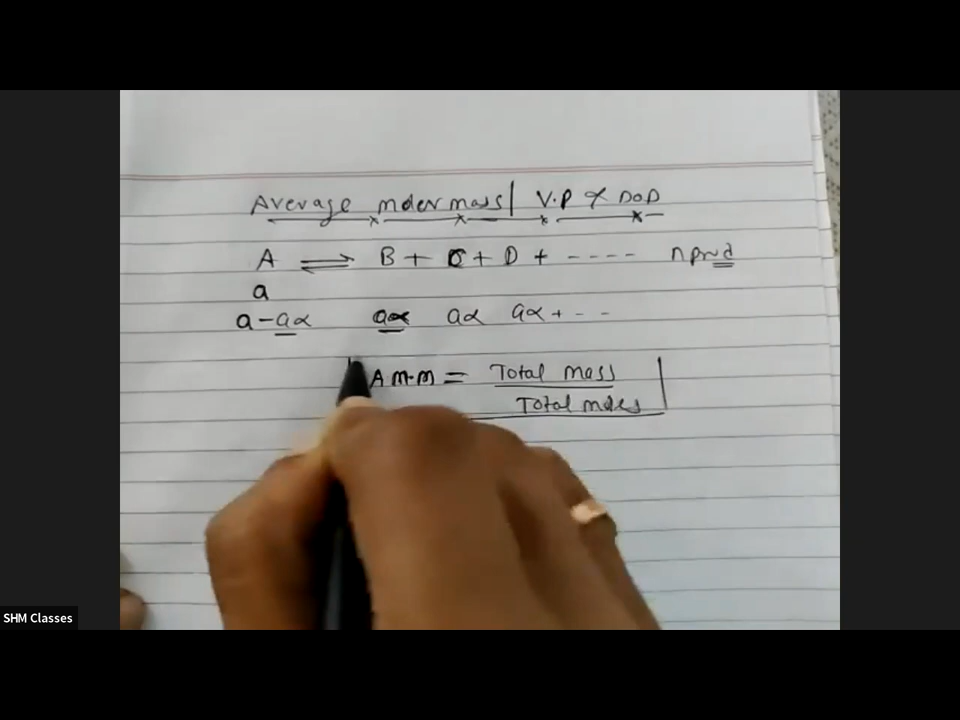 Average molar mass | V.P & DOD
A ⇌ B + C + D + ---- n prod
a
a - aα aα aα aα + - -
A M.M = Total mass
Total moles
SHM Classes